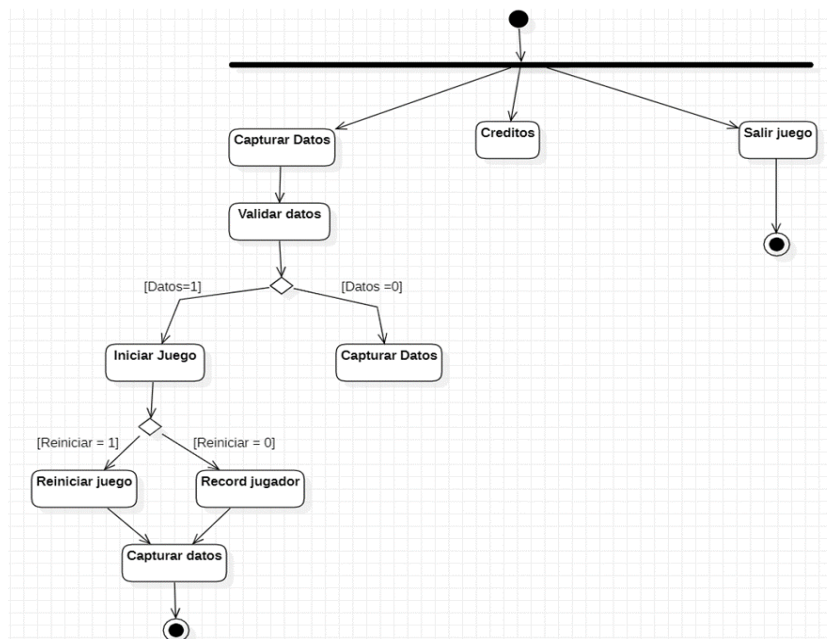 Capturar Datos
Creditos
Salir juego
Validar datos
[Datos=1]
[Datos =0]
Iniciar Juego
Capturar Datos
[Reiniciar = 1]
[Reiniciar = 0]
Reiniciar juego
Record jugador
Capturar datos